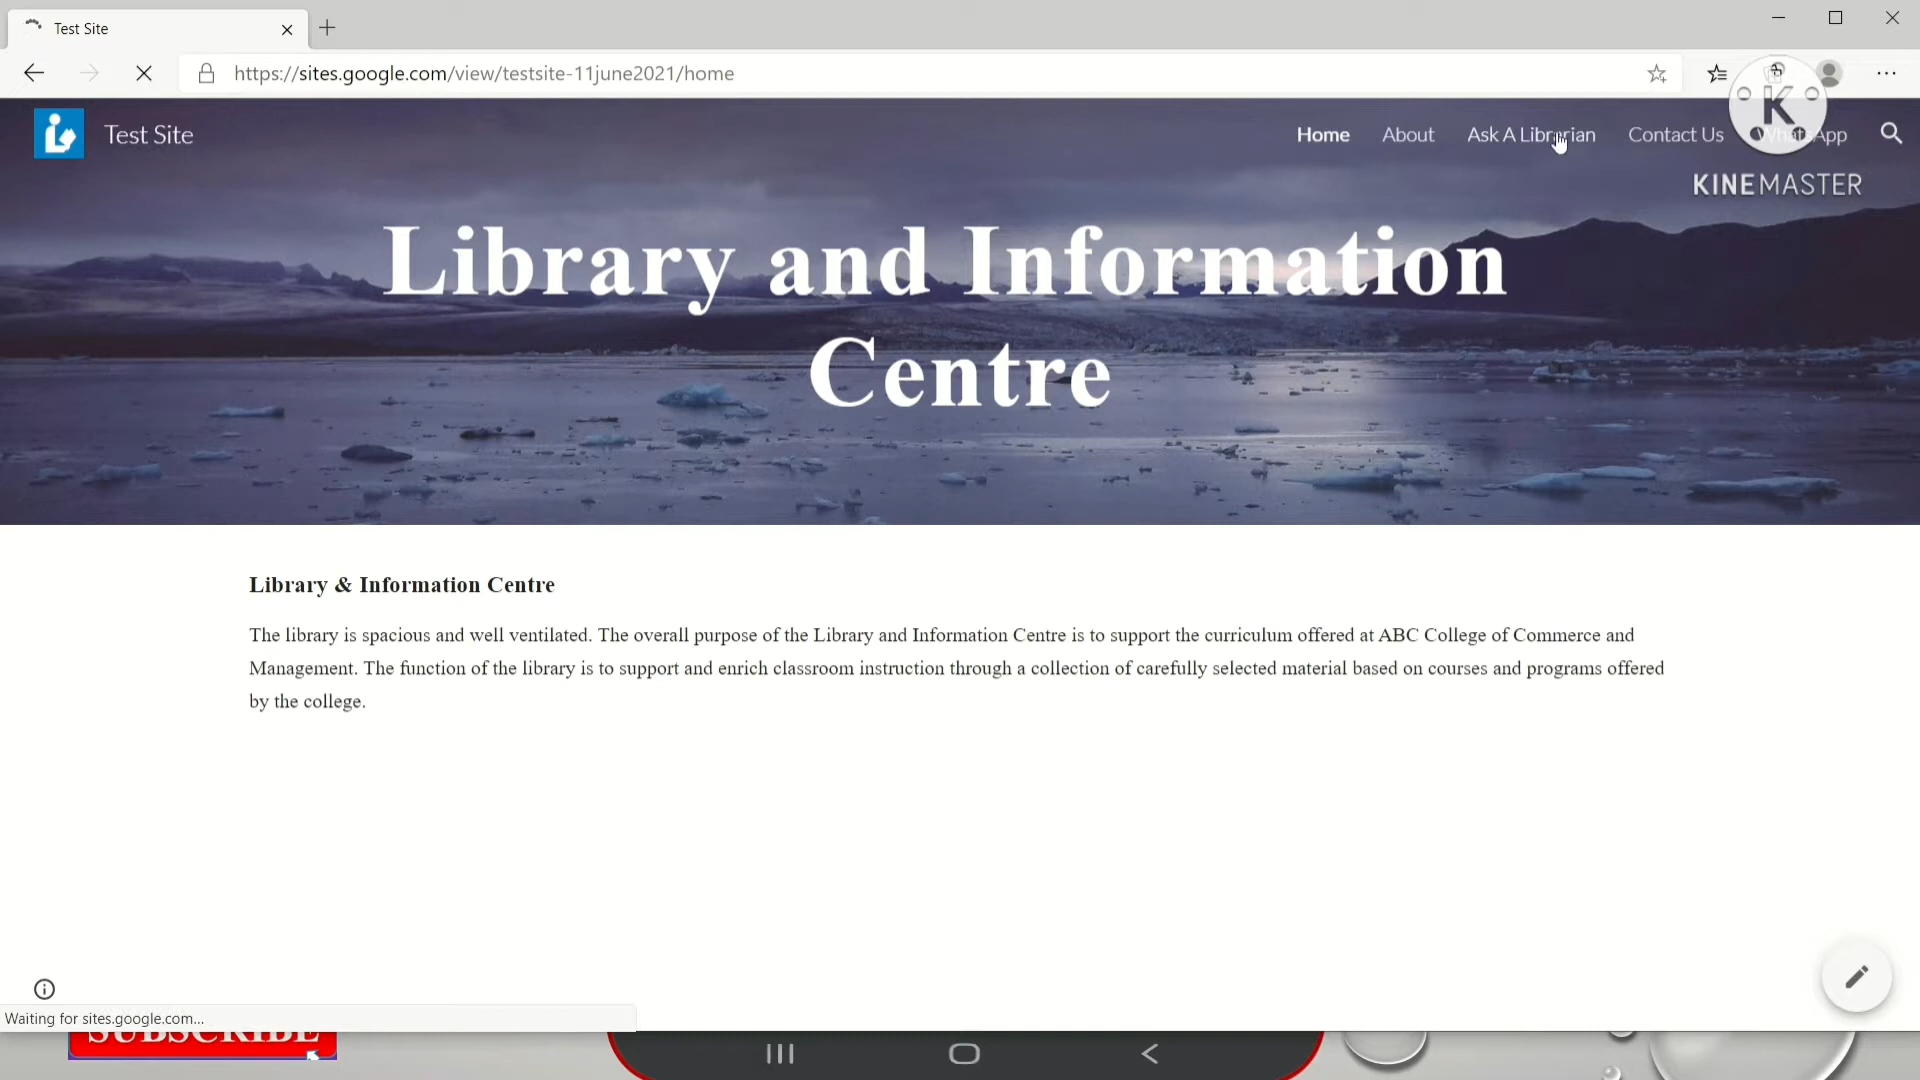 Test Site
https://sites.google.com/view/testsite-11june2021/home
Test Site
Home About Ask A Librarian Contact Us WhatsApp
K
KINEMASTER
Library and Information
Centre
Library & Information Centre
The library is spacious and well ventilated. The overall purpose of the Library and Information Centre is to support the curriculum offered at ABC College of Commerce and
Management. The function of the library is to support and enrich classroom instruction through a collection of carefully selected material based on courses and programs offered
by the college.
Waiting for sites.google.com...
SUBSCRIBE